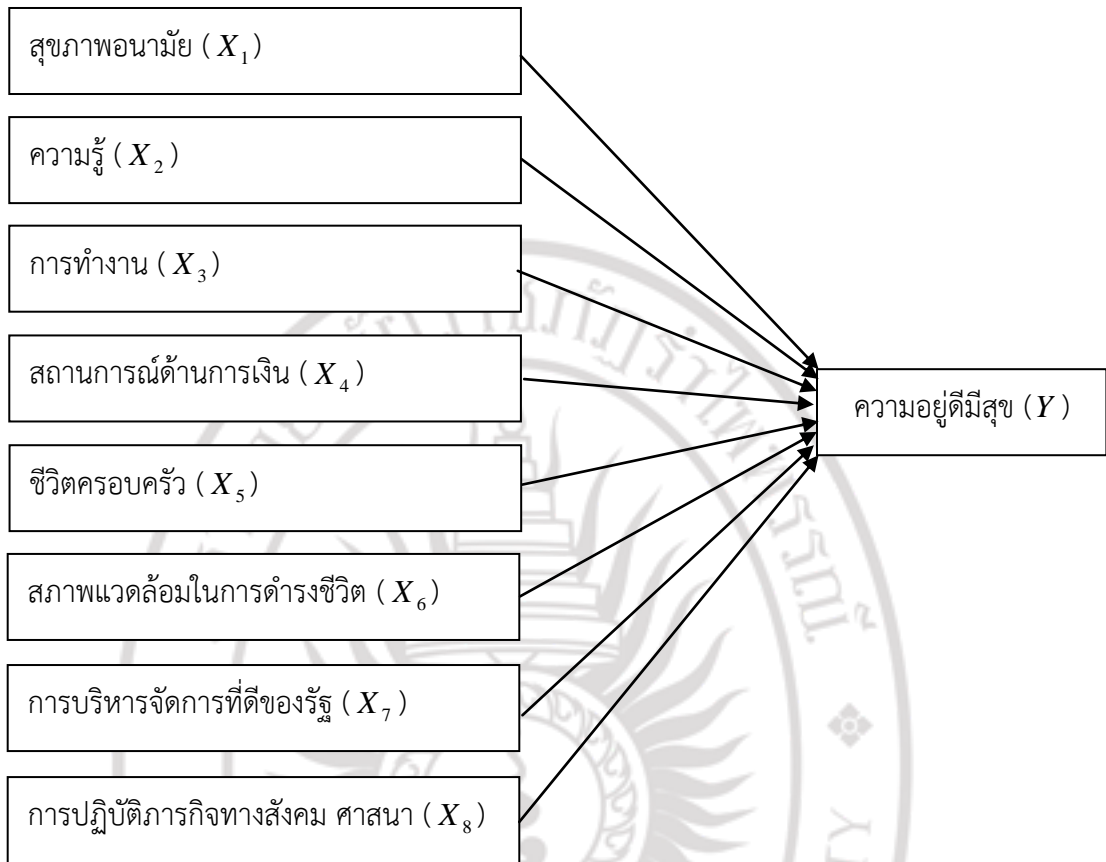 สุขภาพอนามัย ( X₁ )
ความรู้ ( X₂ )
การทำงาน ( X₃ )
สถานการณ์ด้านการเงิน ( X₄ )
ความอยู่ดีมีสุข ( Y )
ชีวิตครอบครัว ( X₅ )
สภาพแวดล้อมในการดำรงชีวิต ( X₆ )
การบริหารจัดการที่ดีของรัฐ ( X₇ )
การปฏิบัติภารกิจทางสังคม ศาสนา ( X₈ )